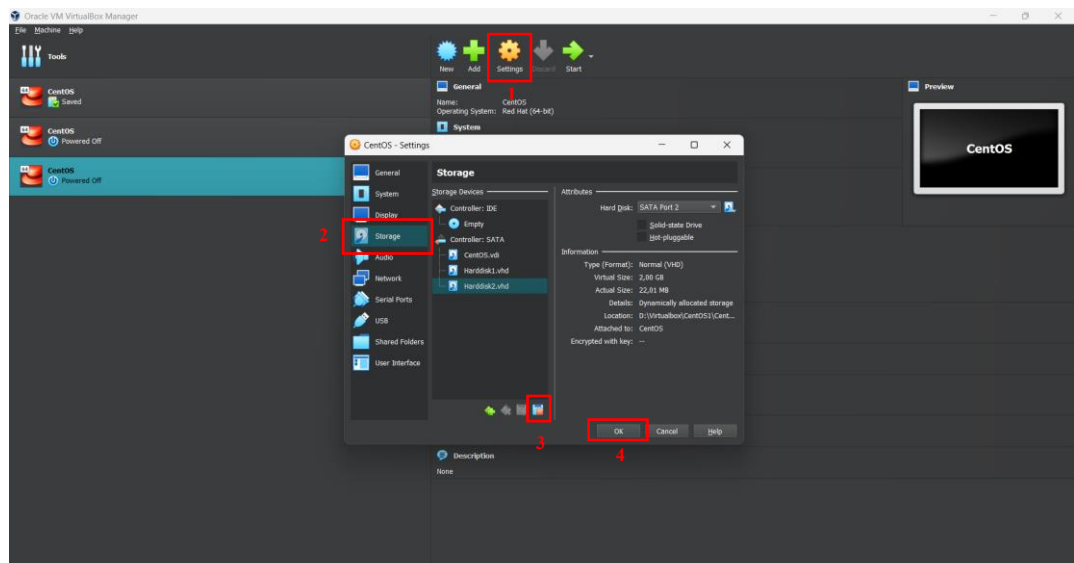 Oracle VM VirtualBox Manager
File Machine Help
Tools
New Add Settings Discard Start
CentOS
Saved
CentOS
Powered Off
CentOS
Powered Off
General
1
Name: CentOS
Operating System: Red Hat (64-bit)
System
Preview
CentOS
CentOS - Settings
General
System
Display
2
Storage
Audio
Network
Serial Ports
USB
Shared Folders
User Interface
Storage
Storage Devices
Controller: IDE
Empty
Controller: SATA
CentOS.vdi
Harddisk1.vhd
Harddisk2.vhd
Attributes
Hard Disk: SATA Port 2
Solid-state Drive
Hot-pluggable
Information
Type (Format): Normal (VHD)
Virtual Size: 2,00 GB
Actual Size: 22,01 MB
Details: Dynamically allocated storage
Location: D:\Virtualbox\CentOS1\Cent...
Attached to: CentOS
Encrypted with key: --
3
OK Cancel Help
4
Description
None